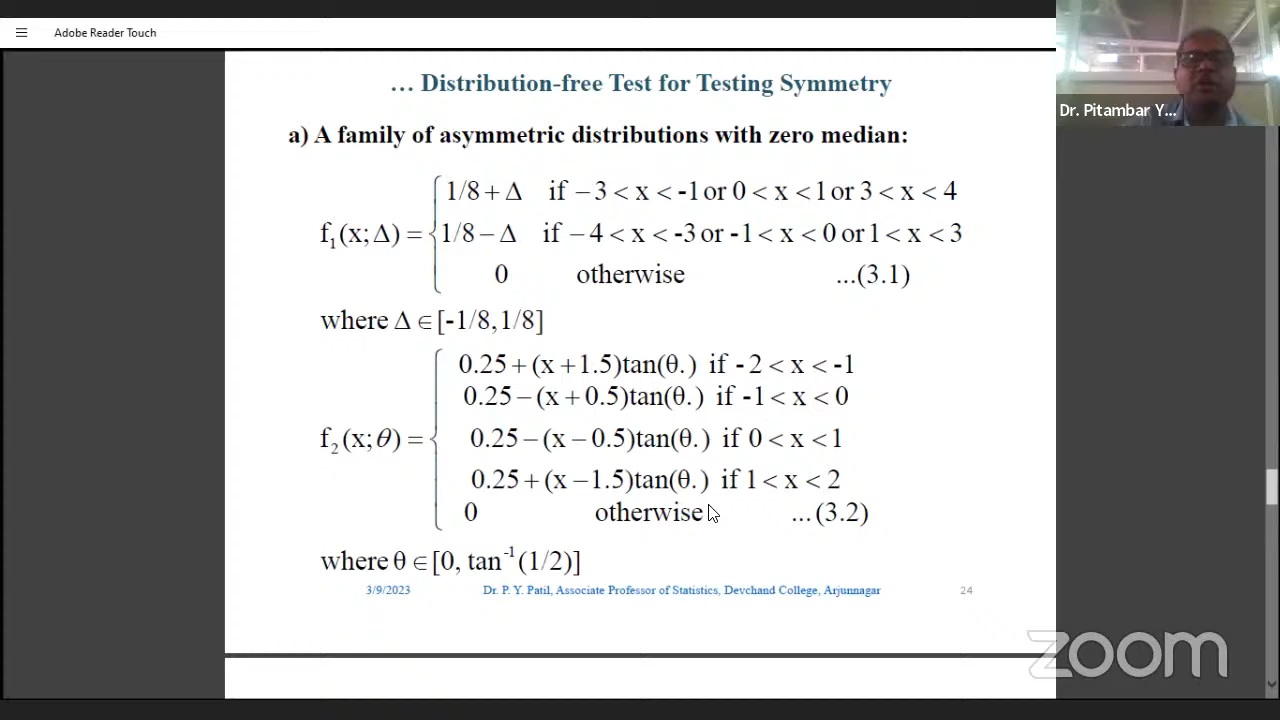 Adobe Reader Touch
Dr. Pitambar Y...
… Distribution-free Test for Testing Symmetry
a) A family of asymmetric distributions with zero median:
1/8 + Δ if − 3 < x < -1 or 0 < x < 1 or 3 < x < 4
f₁(x; Δ) = { 1/8 − Δ if − 4 < x < -3 or -1 < x < 0 or 1 < x < 3
0 otherwise ...(3.1)
where Δ ∈ [-1/8, 1/8]
0.25 + (x + 1.5)tan(θ.) if - 2 < x < -1
0.25 − (x + 0.5)tan(θ.) if -1 < x < 0
f₂(x; θ) = { 0.25 − (x − 0.5)tan(θ.) if 0 < x < 1
0.25 + (x − 1.5)tan(θ.) if 1 < x < 2
0 otherwise ...(3.2)
where θ ∈ [0, tan⁻¹(1/2)]
3/9/2023 Dr. P. Y. Patil, Associate Professor of Statistics, Devchand College, Arjunnagar 24
zoom